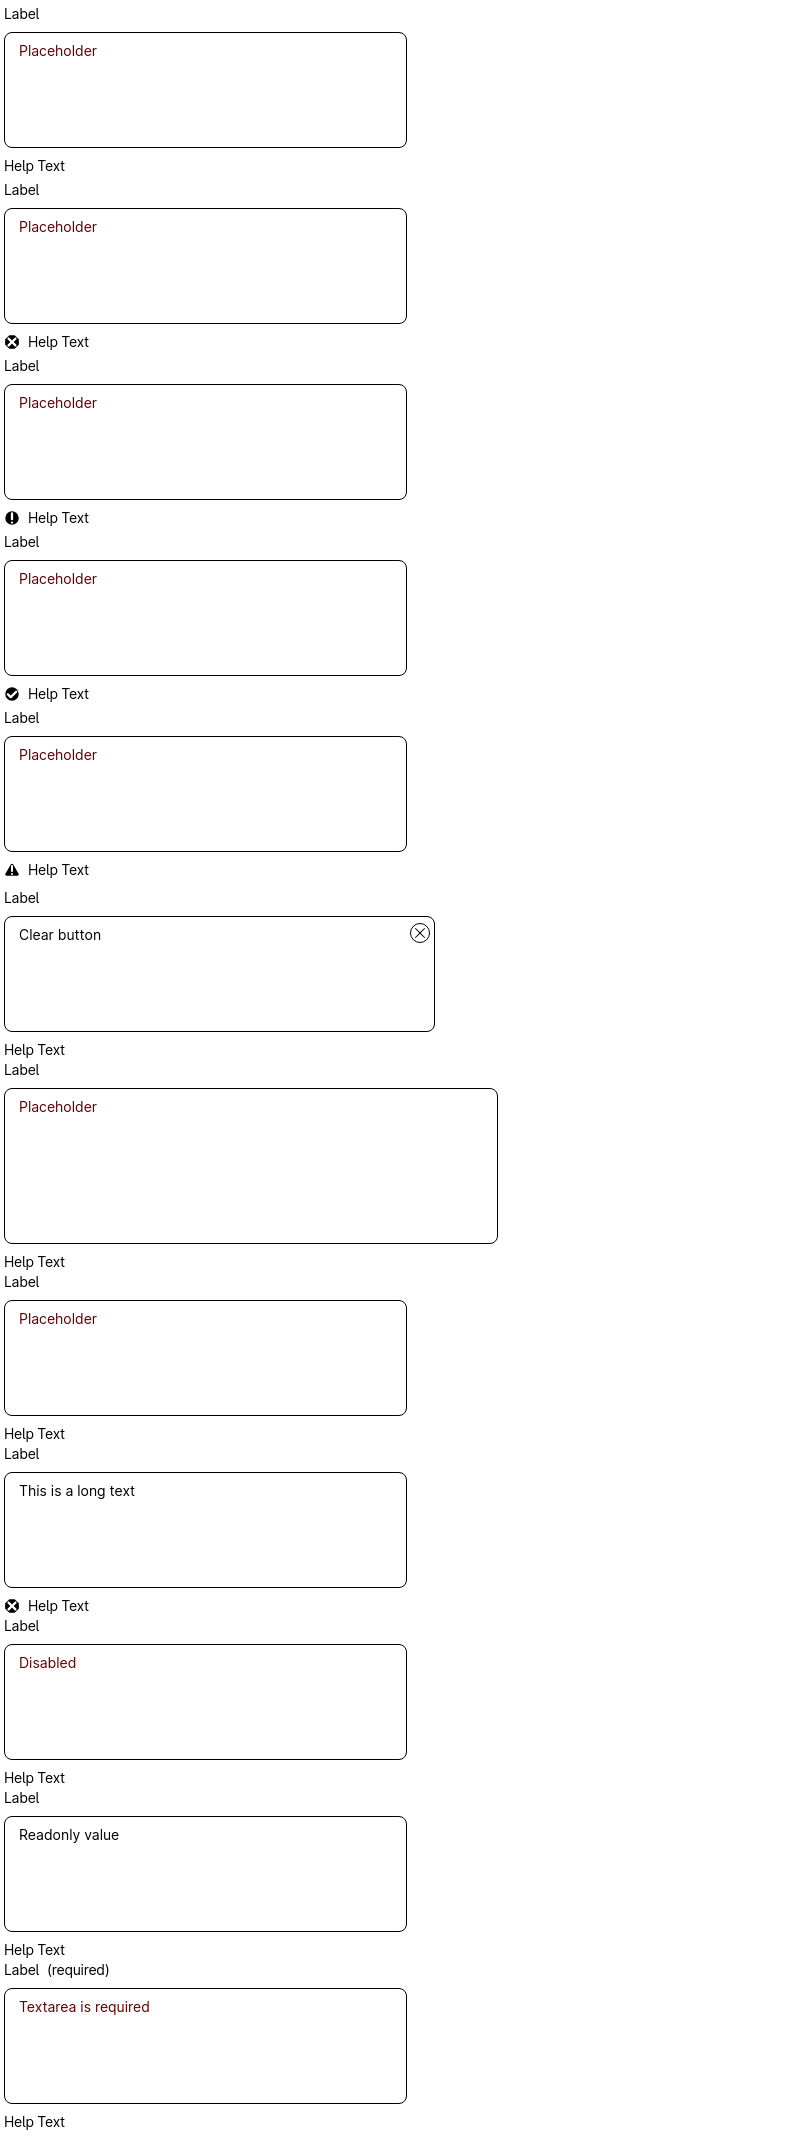 Label
Placeholder
Help Text
Label
Placeholder
Help Text
Label
Placeholder
Help Text
Label
Placeholder
Help Text
Label
Placeholder
Help Text
Label
Clear button
Help Text
Label
Placeholder
Help Text
Label
Placeholder
Help Text
Label
This is a long text
Help Text
Label
Disabled
Help Text
Label
Readonly value
Help Text
Label (required)
Textarea is required
Help Text